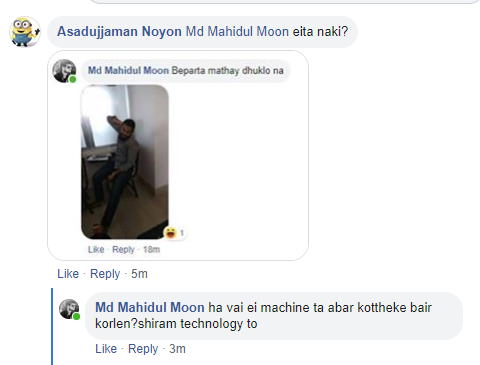 Asadujjaman Noyon Md Mahidul Moon eita naki?
Md Mahidul Moon Beparta mathay dhuklo na
1
Like · Reply · 18m
Like · Reply · 5m
Md Mahidul Moon ha vai ei machine ta abar kottheke bair
korlen?shiram technology to
Like · Reply · 3m